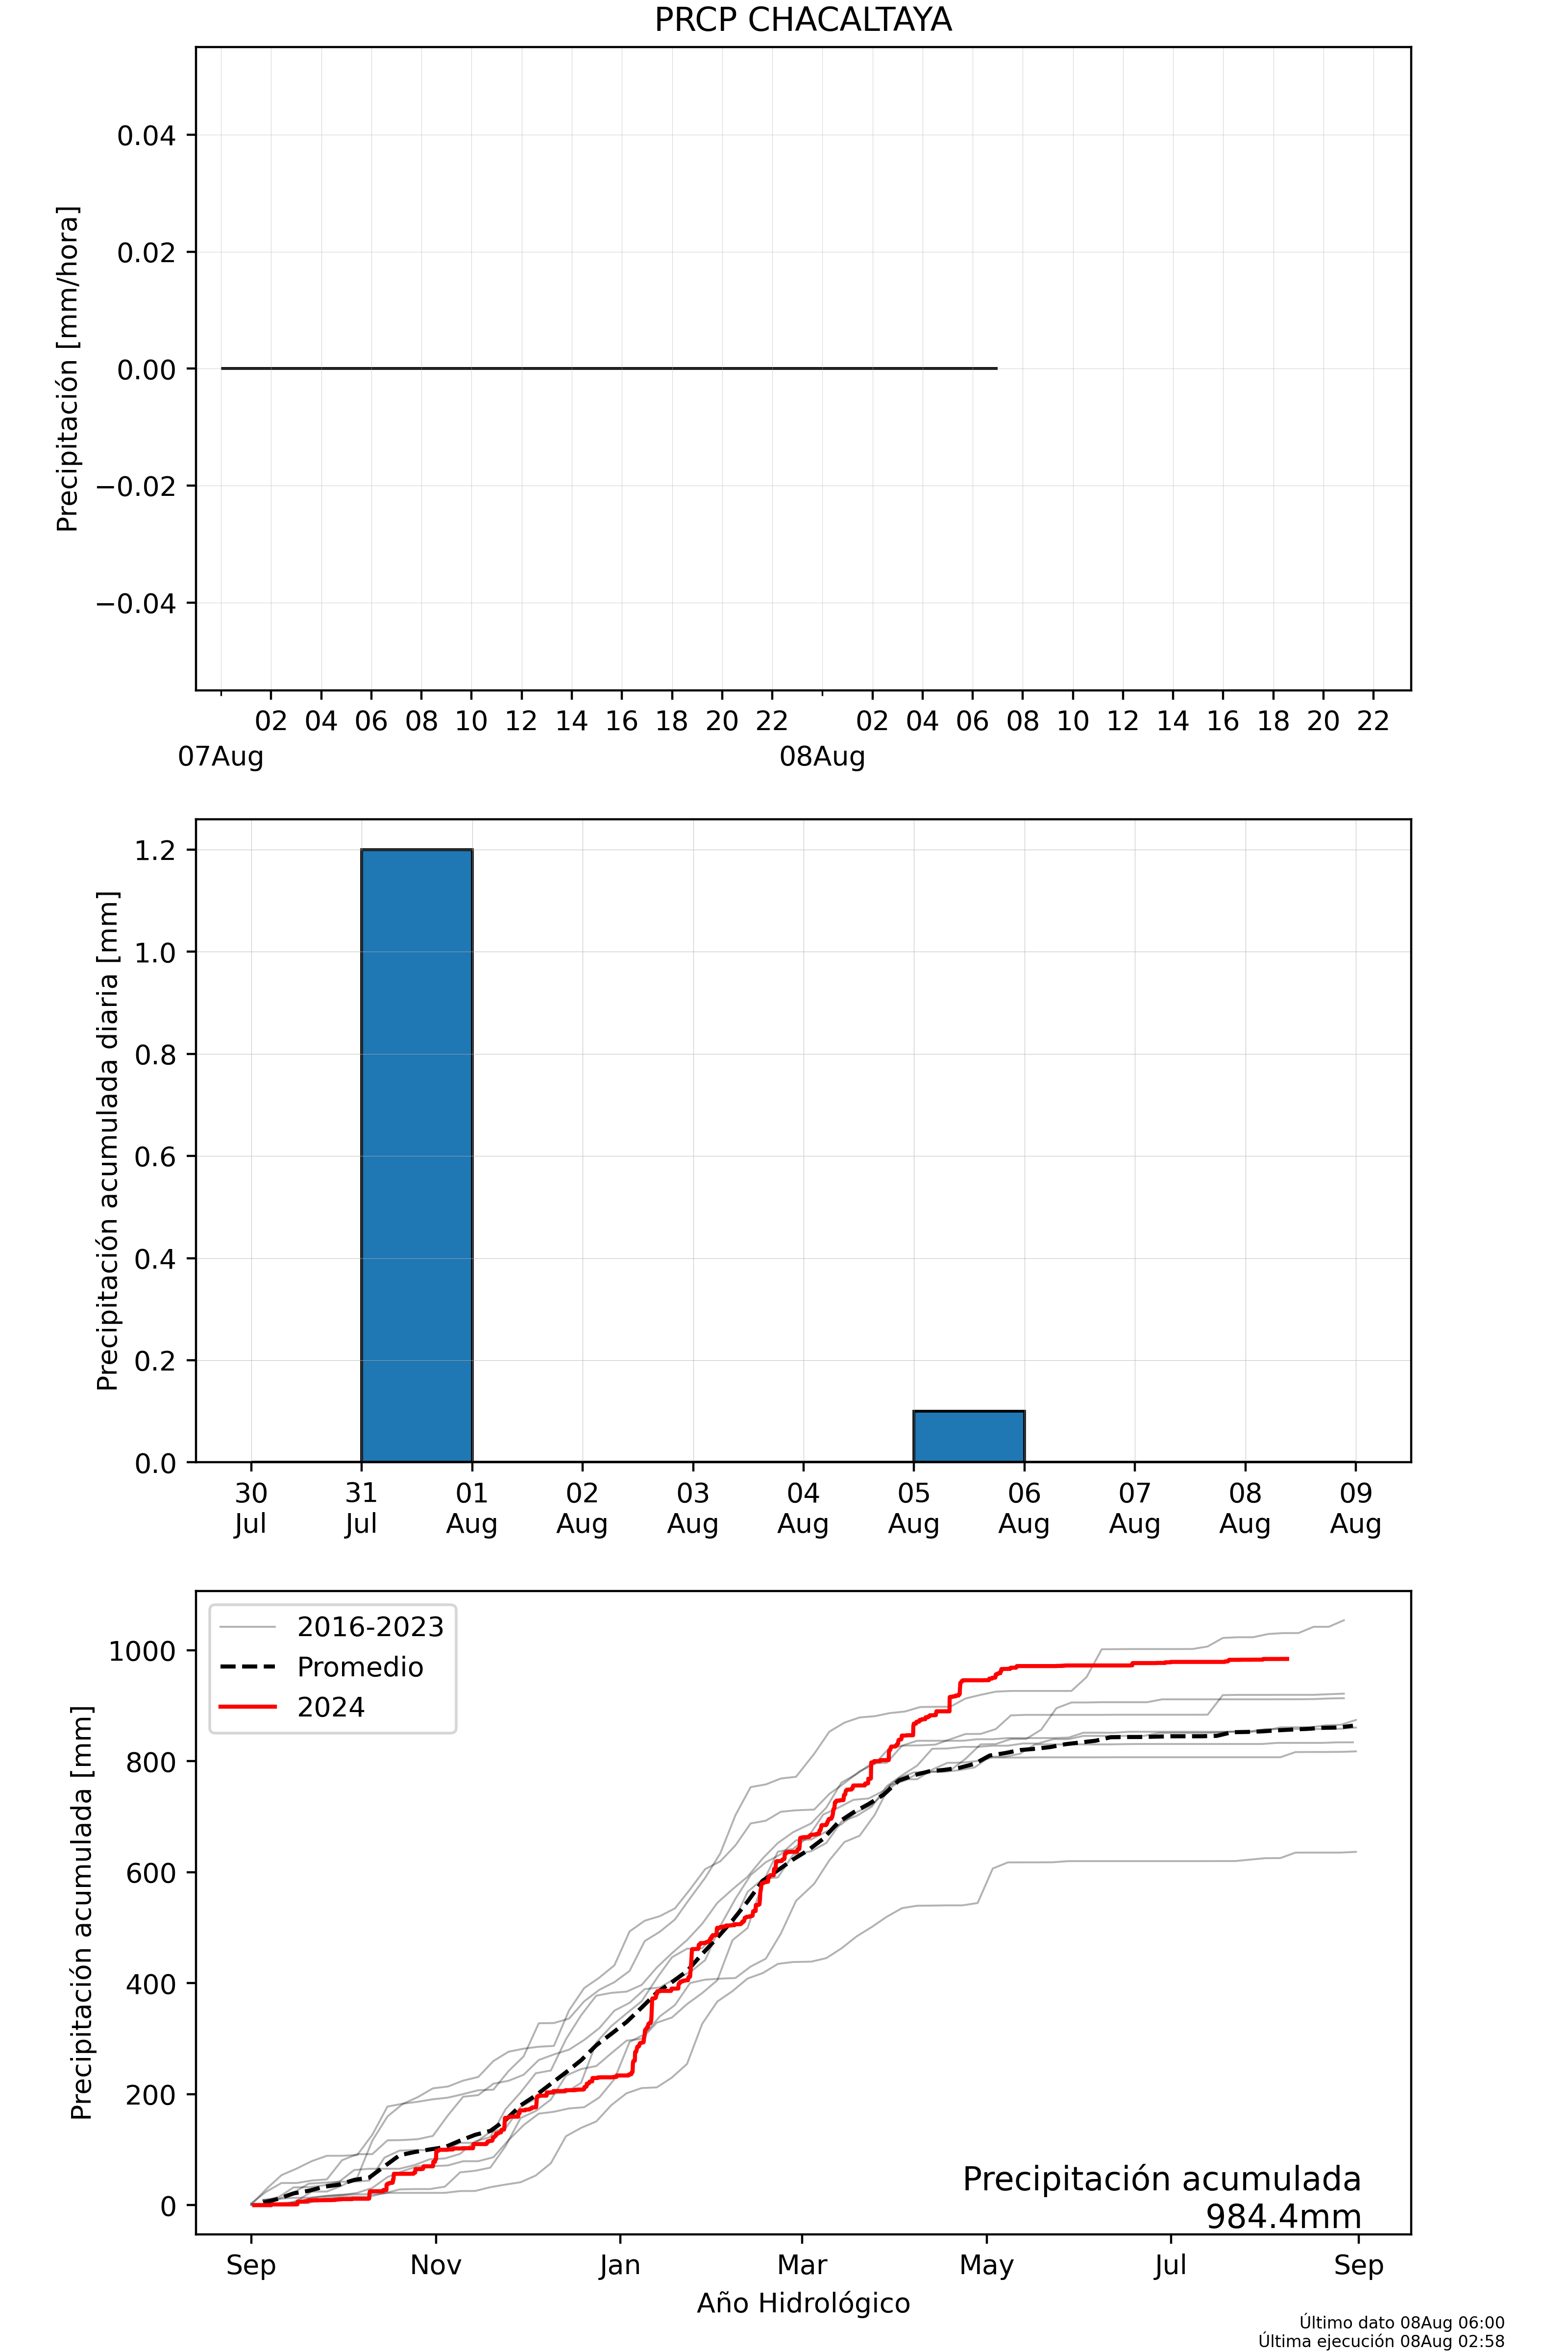 PRCP CHACALTAYA
Precipitación [mm/hora]
0.04
0.02
0.00
−0.02
−0.04
02 04 06 08 10 12 14 16 18 20 22 02 04 06 08 10 12 14 16 18 20 22
07Aug 08Aug
Precipitación acumulada diaria [mm]
1.2
1.0
0.8
0.6
0.4
0.2
0.0
30 31 01 02 03 04 05 06 07 08 09
Jul Jul Aug Aug Aug Aug Aug Aug Aug Aug Aug
Precipitación acumulada [mm]
1000
800
600
400
200
0
2016-2023
Promedio
2024
Precipitación acumulada
984.4mm
Sep Nov Jan Mar May Jul Sep
Año Hidrológico
Último dato 08Aug 06:00
Última ejecución 08Aug 02:58